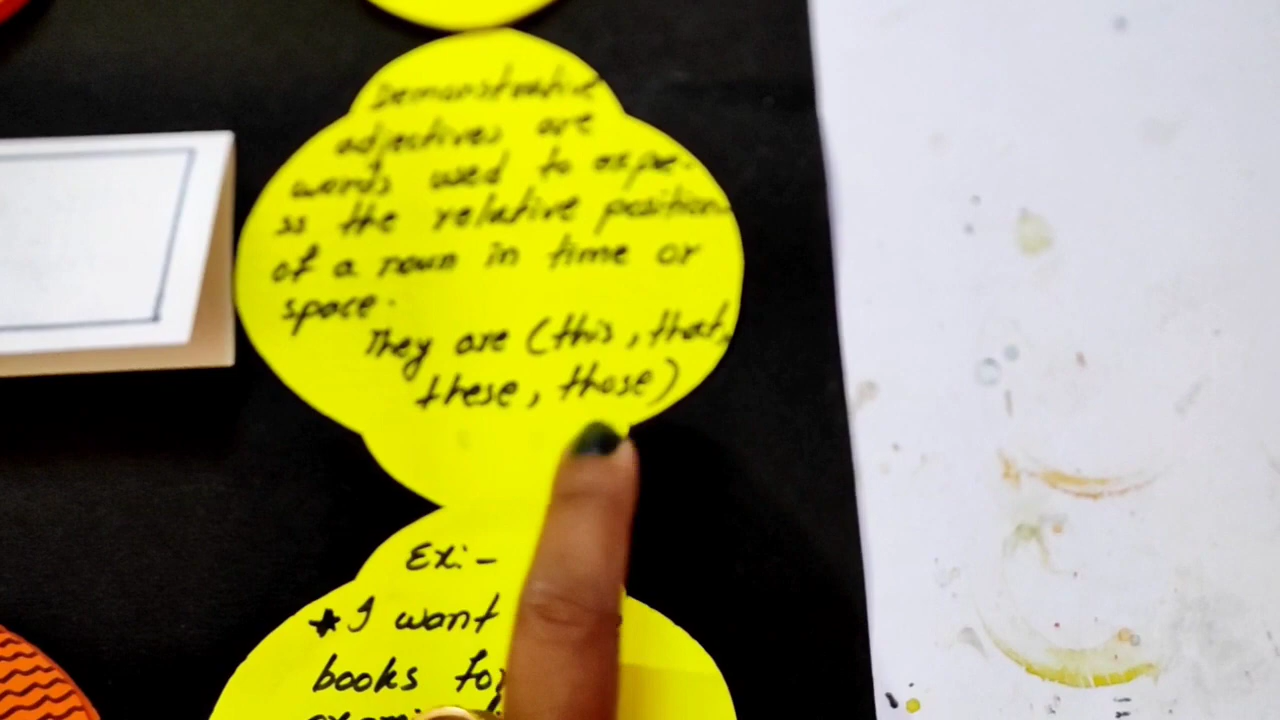 Demonstrative
adjectives are
words used to expre-
ss the relative position
of a noun in time or
space.
They are (this, that,
these, those)
Ex:-
★ I want
books for